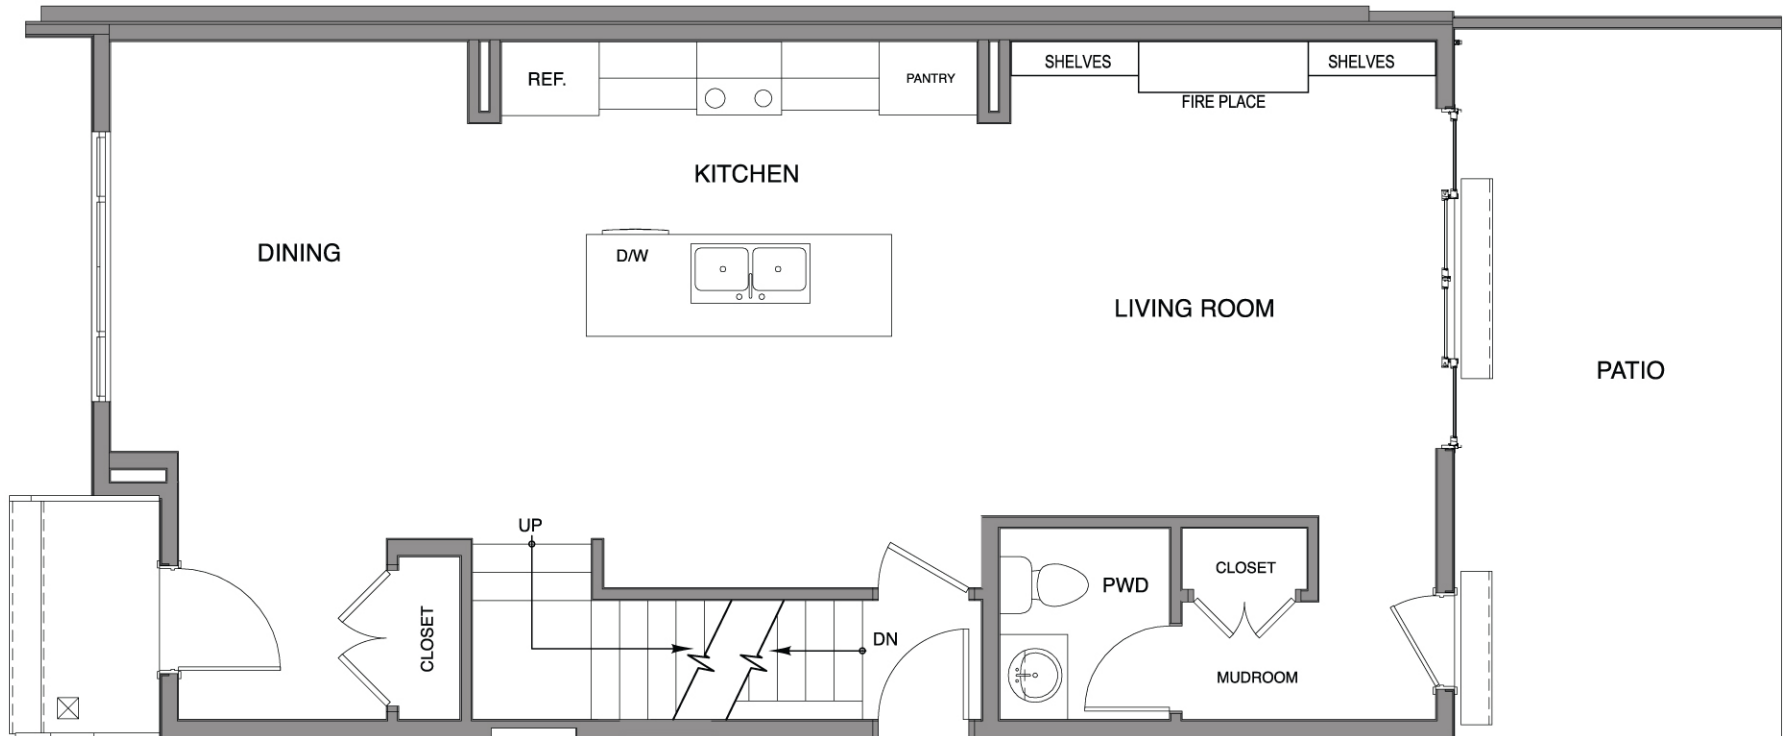 REF.
PANTRY
SHELVES
SHELVES
FIRE PLACE
KITCHEN
DINING
D/W
LIVING ROOM
PATIO
UP
CLOSET
DN
PWD
CLOSET
MUDROOM